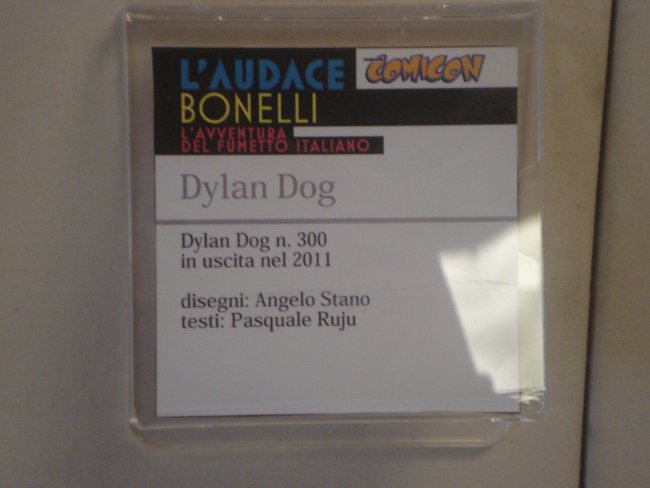 L'AUDACE
COMICON
BONELLI
L'AVVENTURA
DEL FUMETTO ITALIANO
Dylan Dog
Dylan Dog n. 300
in uscita nel 2011
disegni: Angelo Stano
testi: Pasquale Ruju